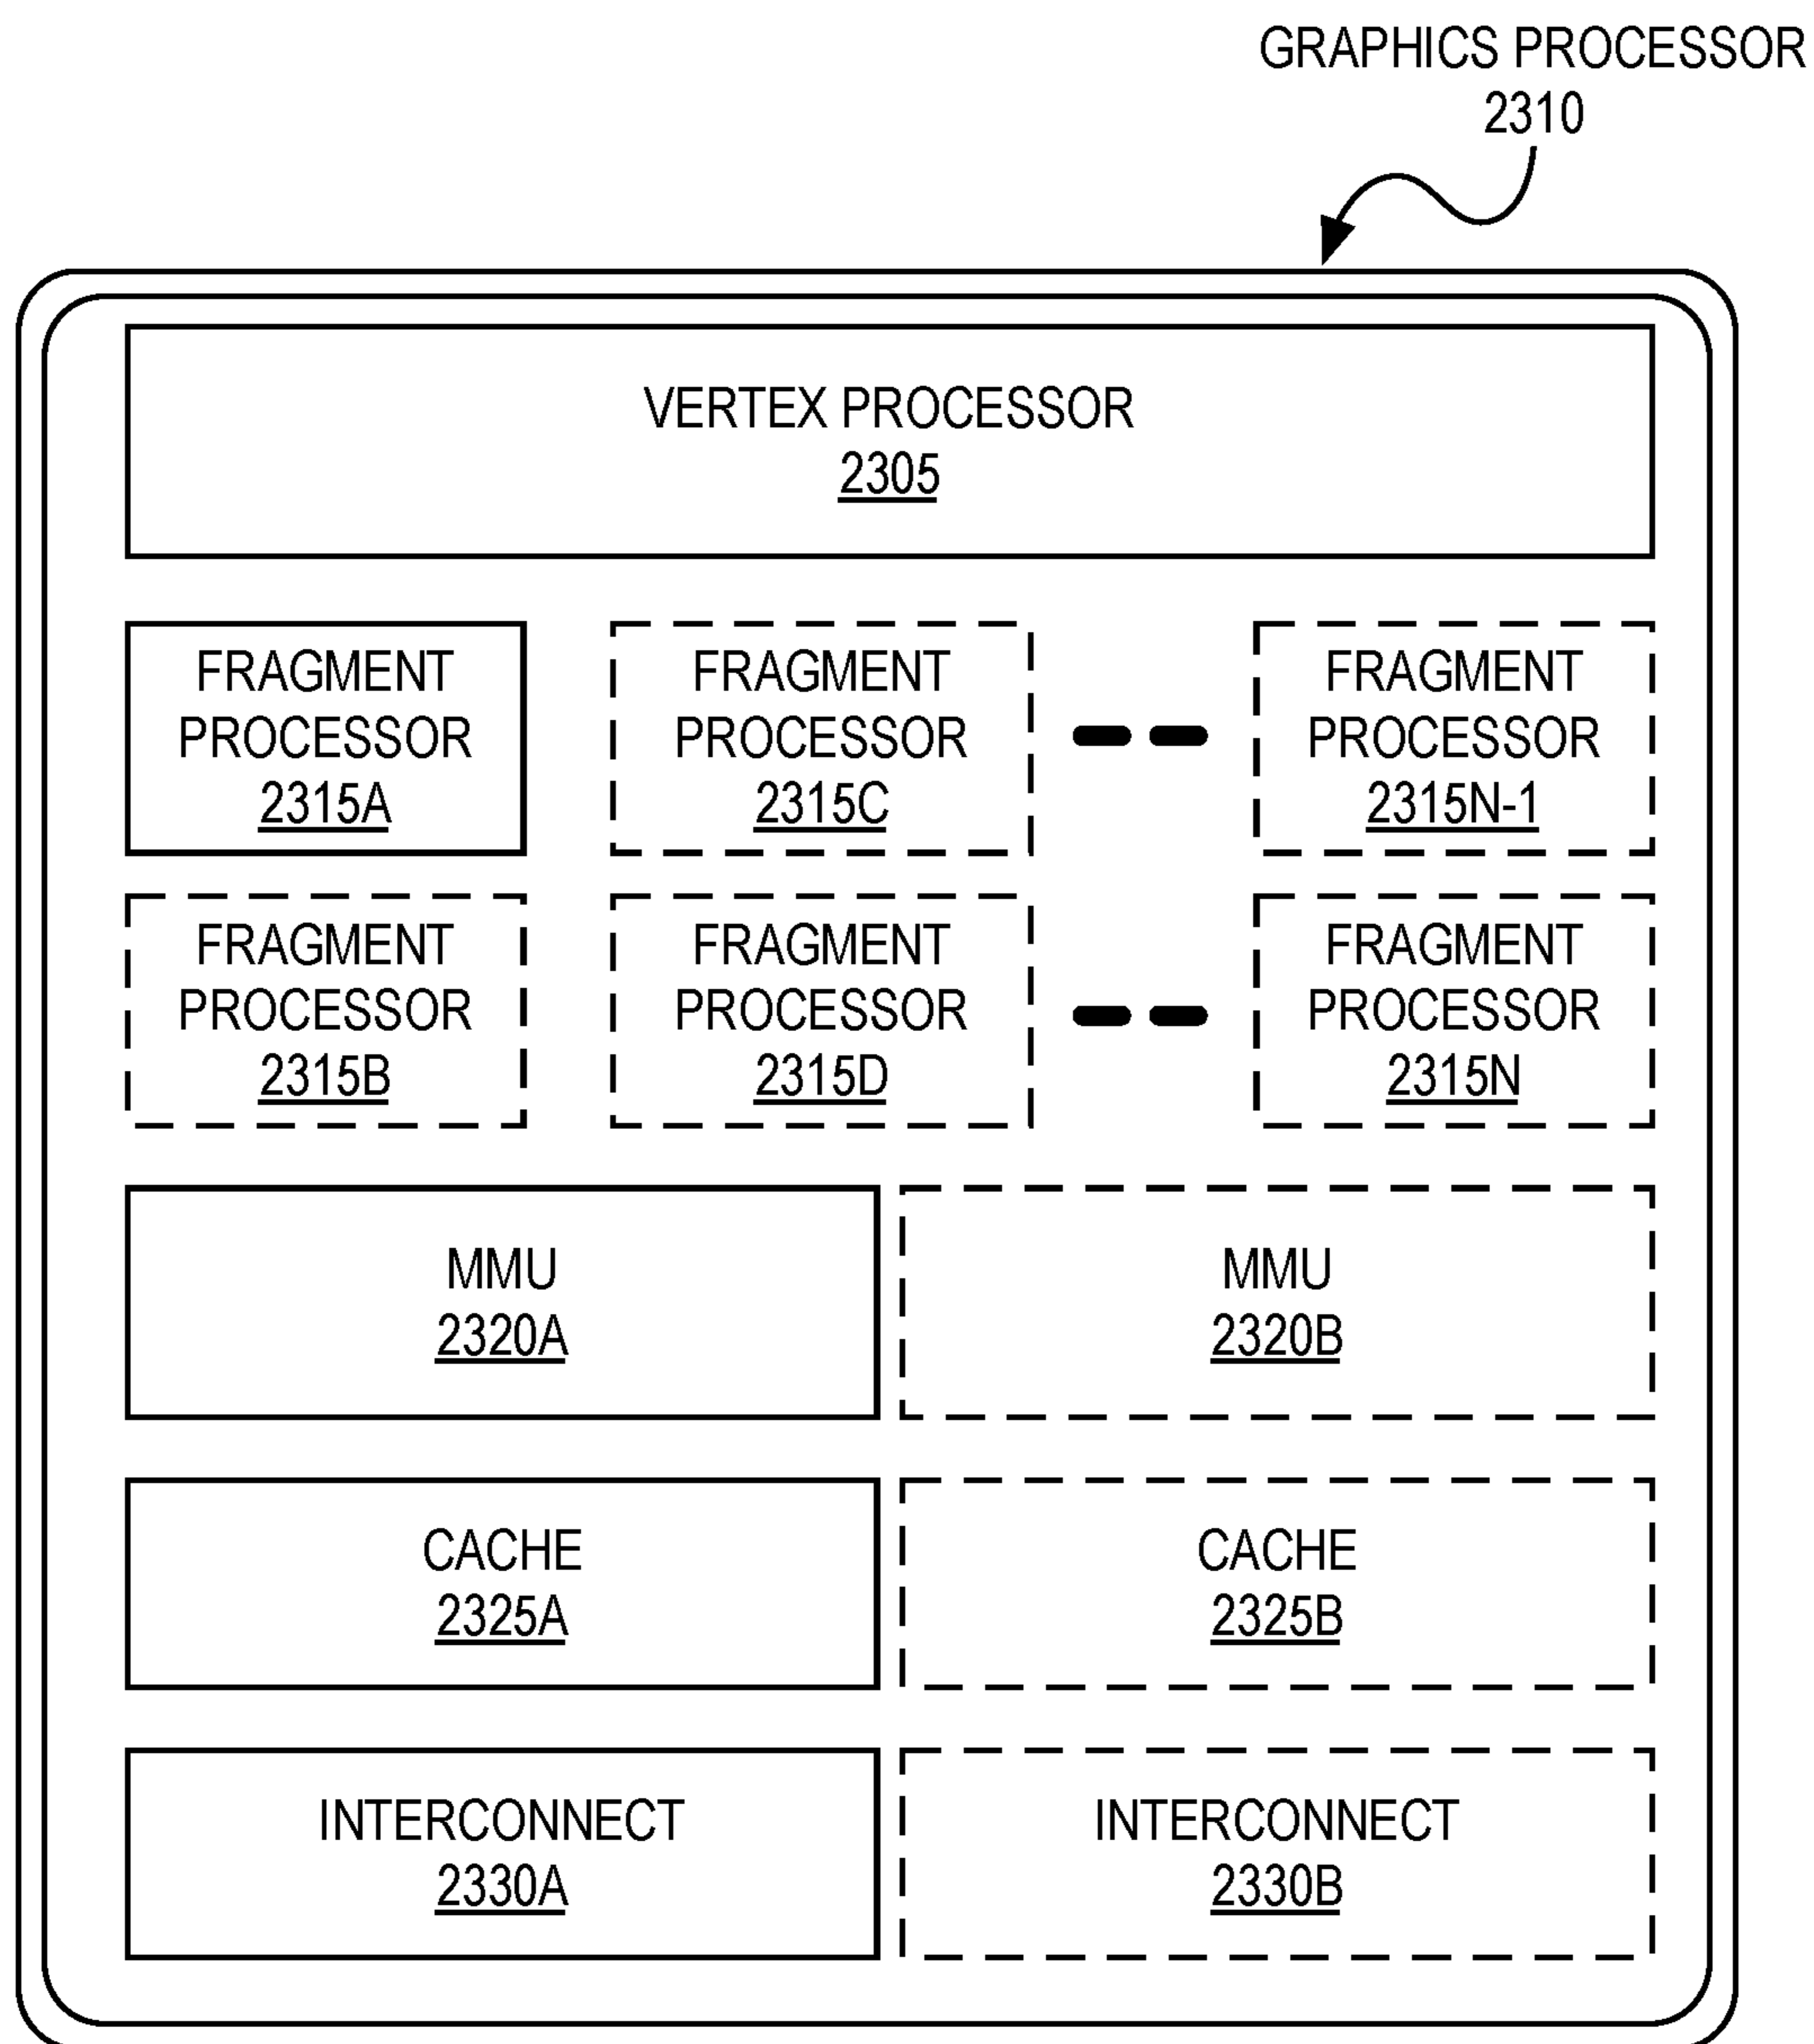 GRAPHICS PROCESSOR
2310
VERTEX PROCESSOR
2305
FRAGMENT
PROCESSOR
2315A
FRAGMENT
PROCESSOR
2315C
FRAGMENT
PROCESSOR
2315N-1
FRAGMENT
PROCESSOR
2315B
FRAGMENT
PROCESSOR
2315D
FRAGMENT
PROCESSOR
2315N
MMU
2320A
MMU
2320B
CACHE
2325A
CACHE
2325B
INTERCONNECT
2330A
INTERCONNECT
2330B